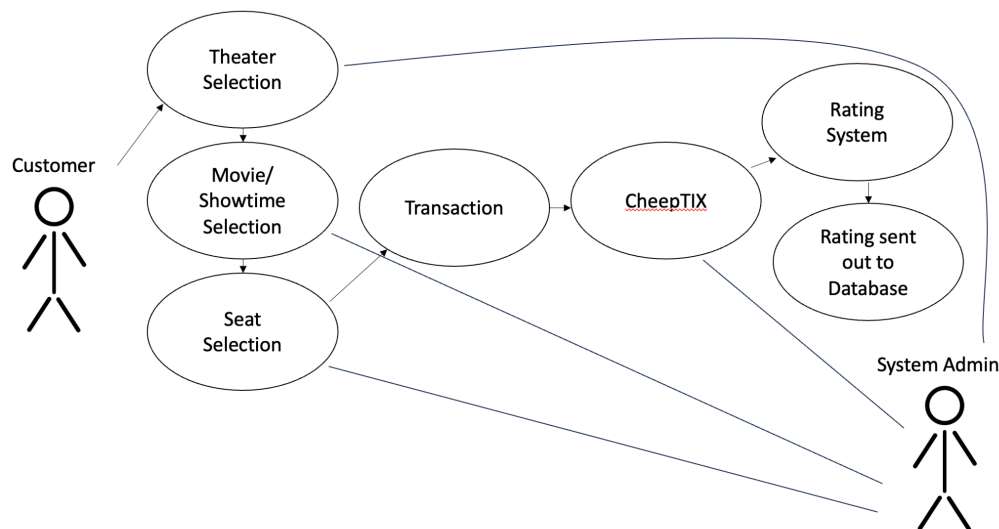 Theater
Selection
Customer
Movie/
Showtime
Selection
Seat
Selection
Transaction
CheepTIX
Rating
System
Rating sent
out to
Database
System Admin